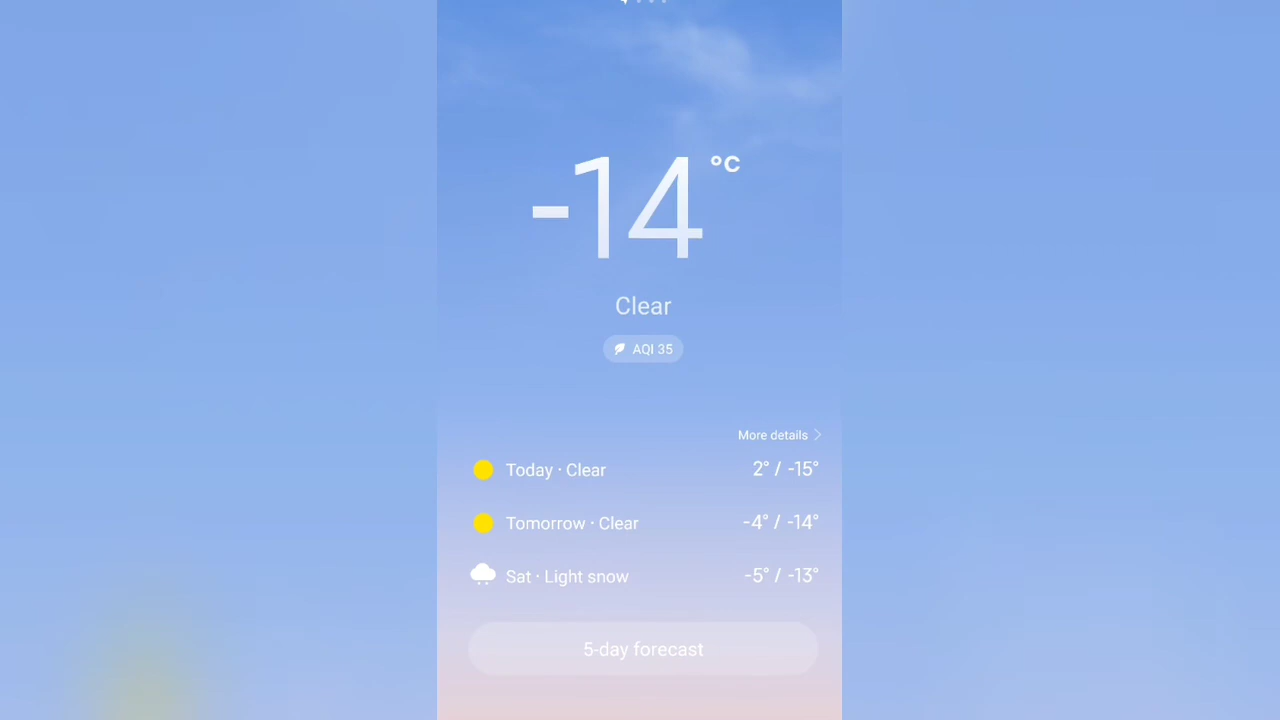 -14 °C
Clear
AQI 35
More details
Today · Clear 2° / -15°
Tomorrow · Clear -4° / -14°
Sat · Light snow -5° / -13°
5-day forecast